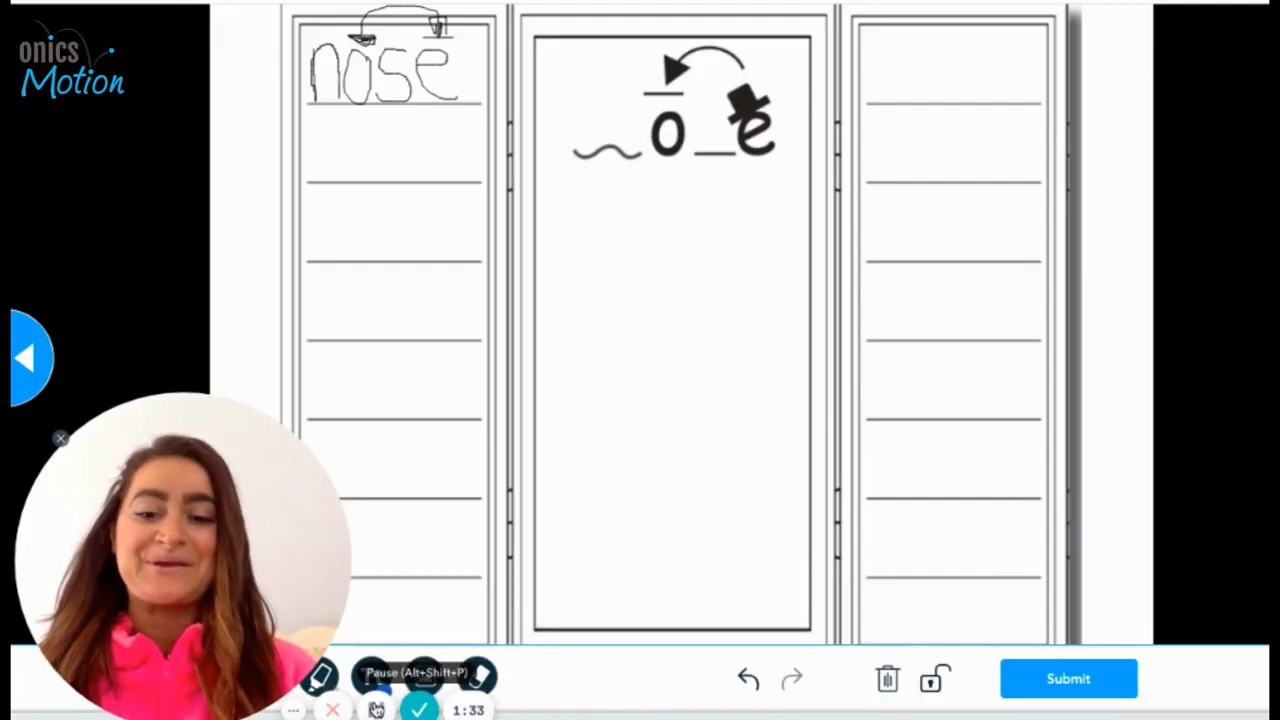 onics
Motion
nose
o_e
Pause (Alt+Shift+P)
1:33
Submit